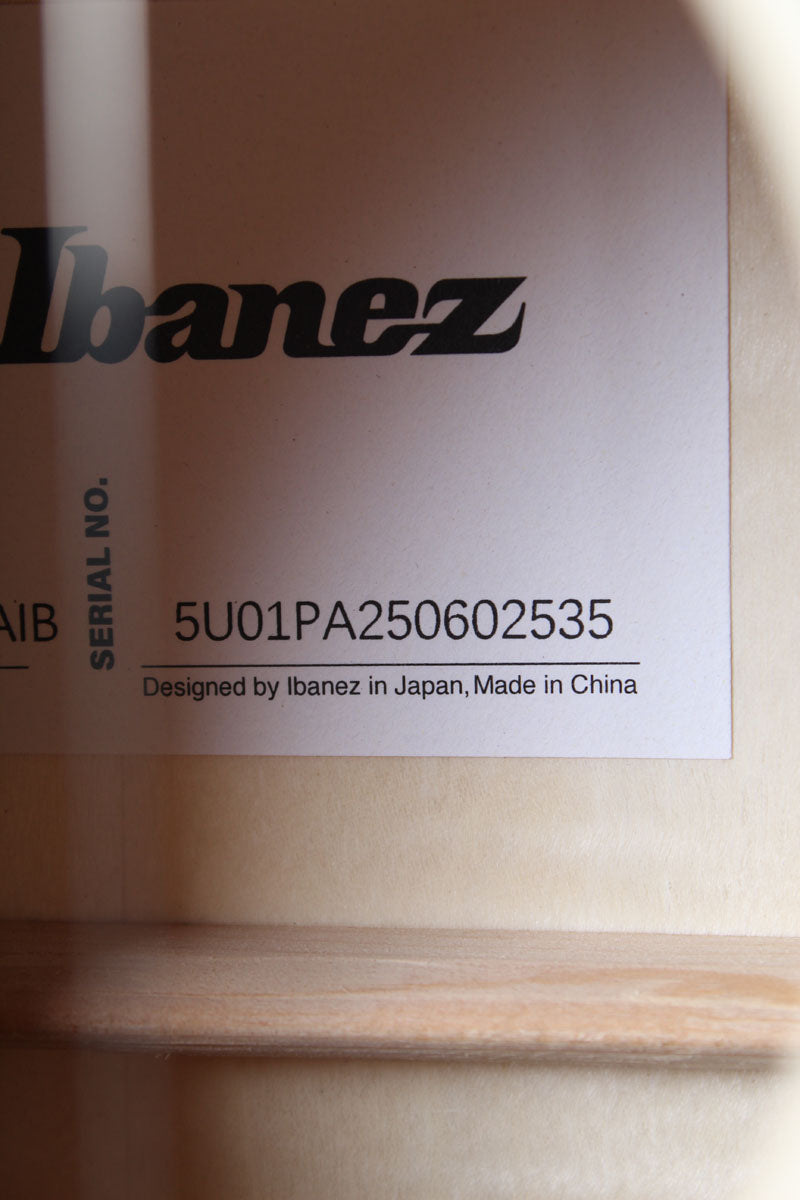 Ibanez
AIB
SERIAL NO.
5U01PA250602535
Designed by Ibanez in Japan, Made in China